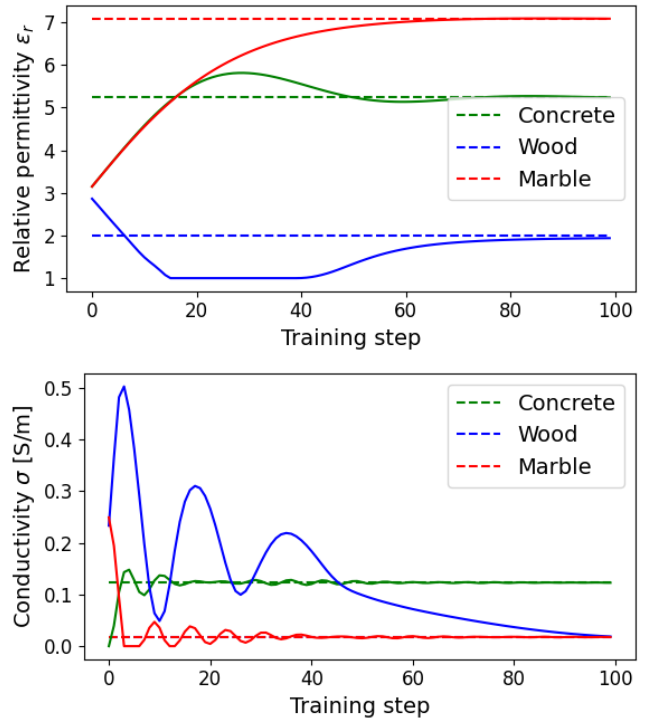 Relative permittivity εr
7
6
5
4
3
2
1
0 20 40 60 80 100
Training step
Concrete
Wood
Marble
Conductivity σ [S/m]
0.5
0.4
0.3
0.2
0.1
0.0
0 20 40 60 80 100
Training step
Concrete
Wood
Marble